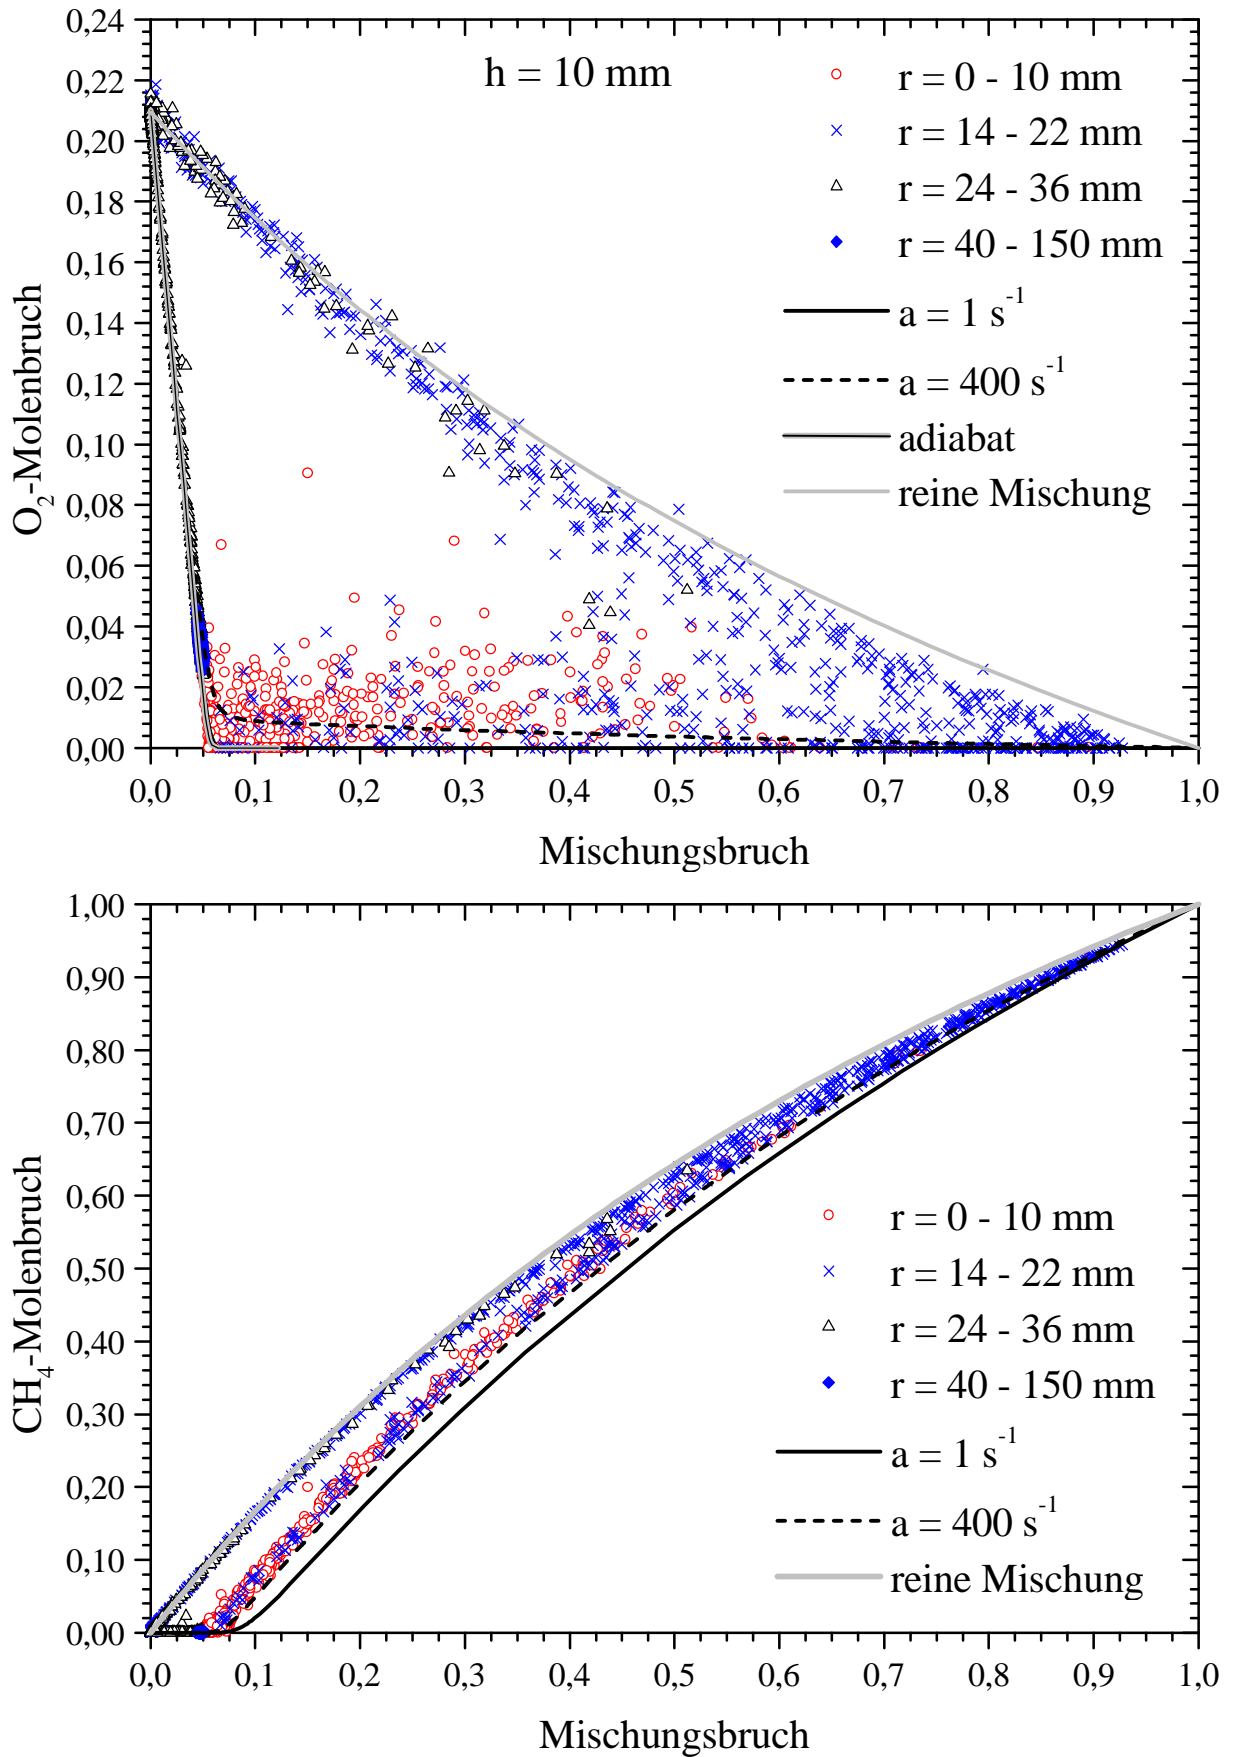 0,24
0,22
0,20
0,18
0,16
0,14
0,12
0,10
0,08
0,06
0,04
0,02
0,00
O2-Molenbruch
h = 10 mm
r = 0 - 10 mm
r = 14 - 22 mm
r = 24 - 36 mm
r = 40 - 150 mm
a = 1 s-1
a = 400 s-1
adiabat
reine Mischung
0,0 0,1 0,2 0,3 0,4 0,5 0,6 0,7 0,8 0,9 1,0
Mischungsbruch
1,00
0,90
0,80
0,70
0,60
0,50
0,40
0,30
0,20
0,10
0,00
CH4-Molenbruch
r = 0 - 10 mm
r = 14 - 22 mm
r = 24 - 36 mm
r = 40 - 150 mm
a = 1 s-1
a = 400 s-1
reine Mischung
0,0 0,1 0,2 0,3 0,4 0,5 0,6 0,7 0,8 0,9 1,0
Mischungsbruch